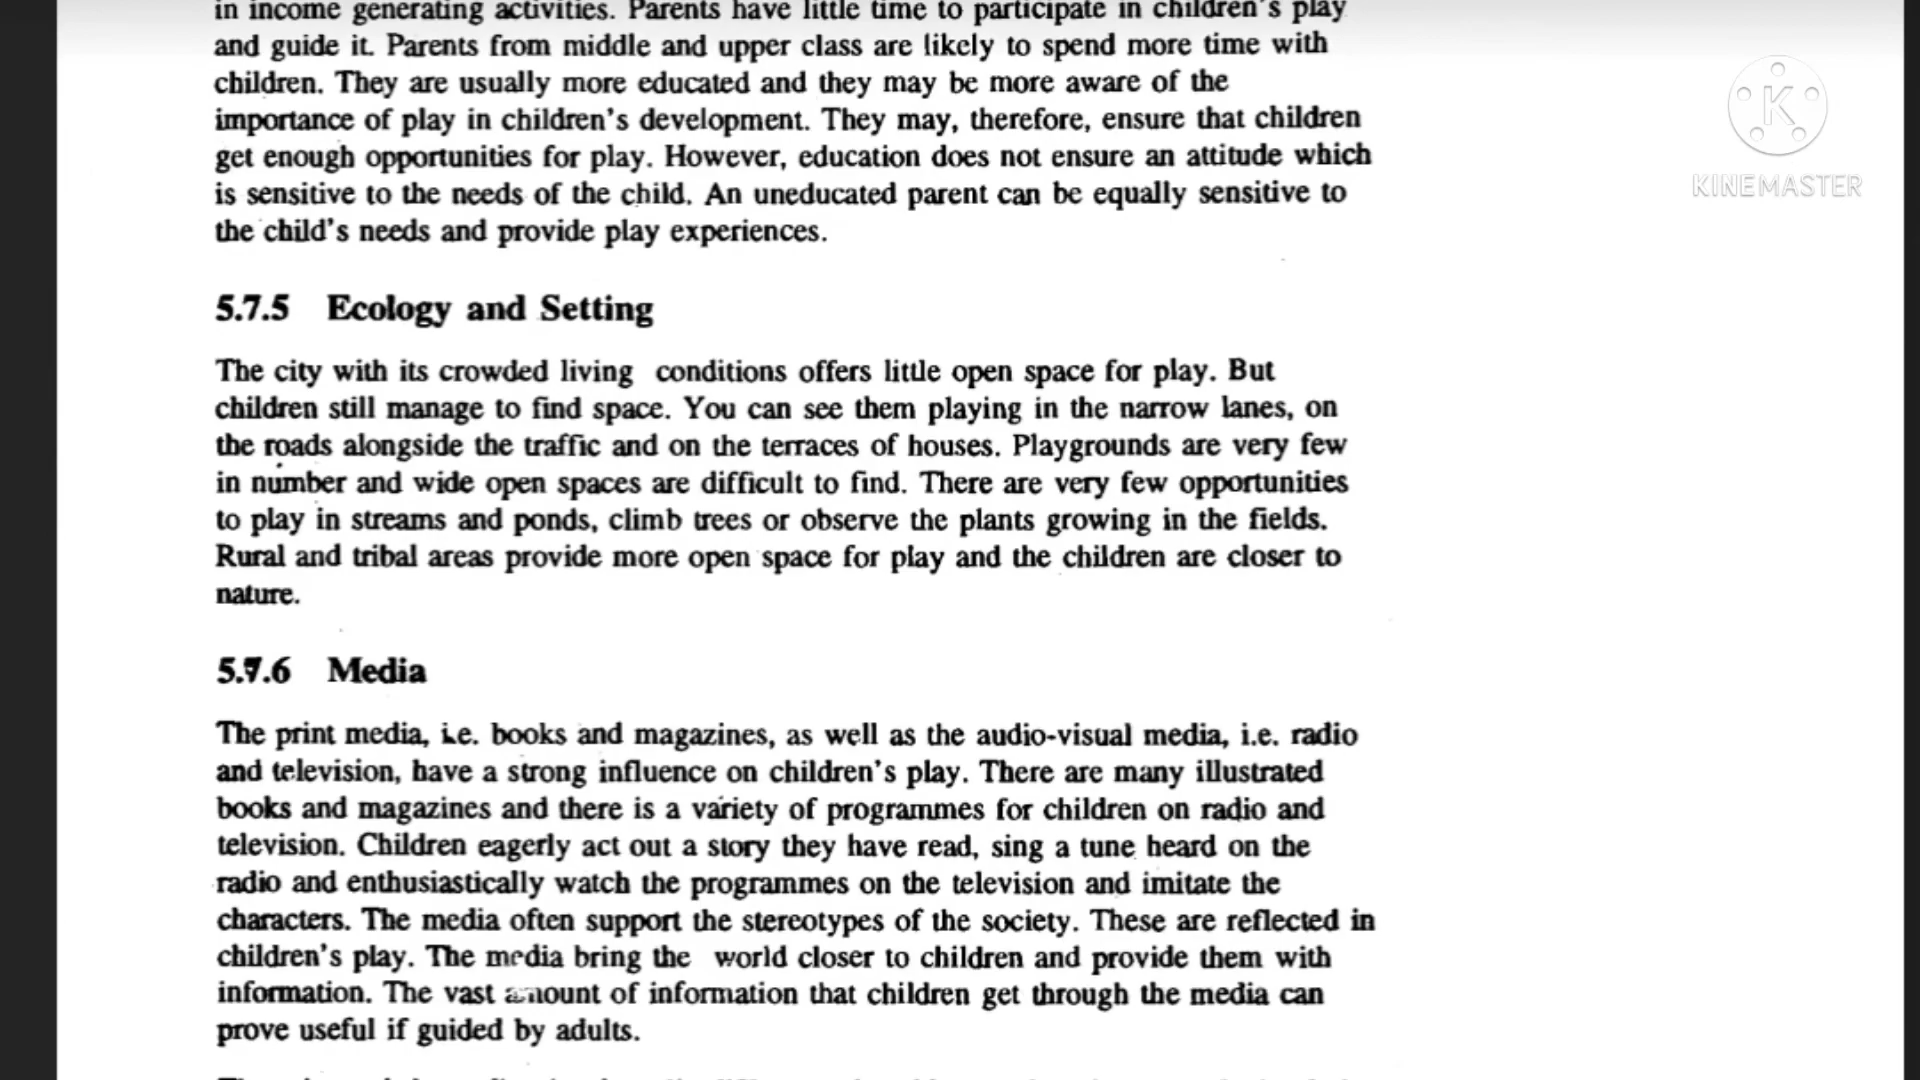 in income generating activities. Parents have little time to participate in children's play
and guide it. Parents from middle and upper class are likely to spend more time with
children. They are usually more educated and they may be more aware of the
importance of play in children's development. They may, therefore, ensure that children
get enough opportunities for play. However, education does not ensure an attitude which
is sensitive to the needs of the child. An uneducated parent can be equally sensitive to
the child's needs and provide play experiences.
5.7.5 Ecology and Setting
The city with its crowded living conditions offers little open space for play. But
children still manage to find space. You can see them playing in the narrow lanes, on
the roads alongside the traffic and on the terraces of houses. Playgrounds are very few
in number and wide open spaces are difficult to find. There are very few opportunities
to play in streams and ponds, climb trees or observe the plants growing in the fields.
Rural and tribal areas provide more open space for play and the children are closer to
nature.
5.7.6 Media
The print media, i.e. books and magazines, as well as the audio-visual media, i.e. radio
and television, have a strong influence on children's play. There are many illustrated
books and magazines and there is a variety of programmes for children on radio and
television. Children eagerly act out a story they have read, sing a tune heard on the
radio and enthusiastically watch the programmes on the television and imitate the
characters. The media often support the stereotypes of the society. These are reflected in
children's play. The media bring the world closer to children and provide them with
information. The vast amount of information that children get through the media can
prove useful if guided by adults.
K
KINEMASTER